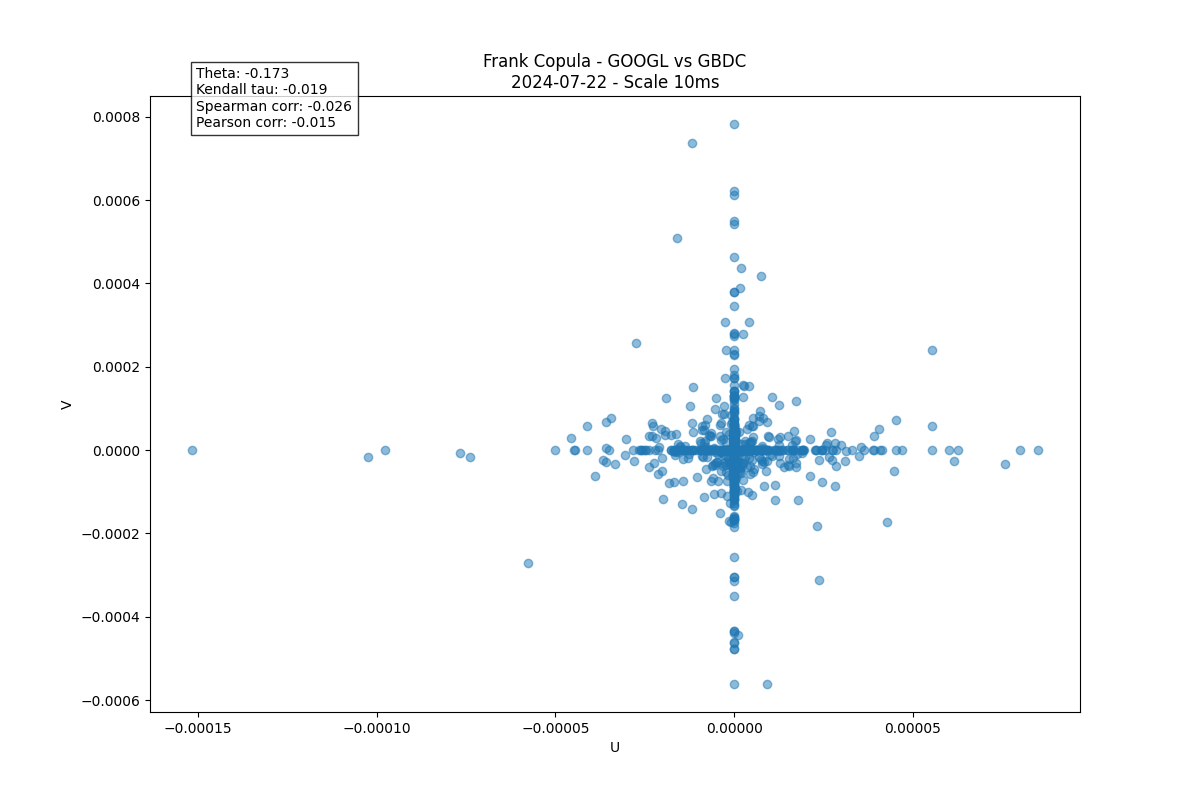 Frank Copula - GOOGL vs GBDC
2024-07-22 - Scale 10ms
Theta: -0.173
Kendall tau: -0.019
Spearman corr: -0.026
Pearson corr: -0.015
0.0008
0.0006
0.0004
0.0002
0.0000
−0.0002
−0.0004
−0.0006
V
−0.00015
−0.00010
−0.00005
0.00000
0.00005
U